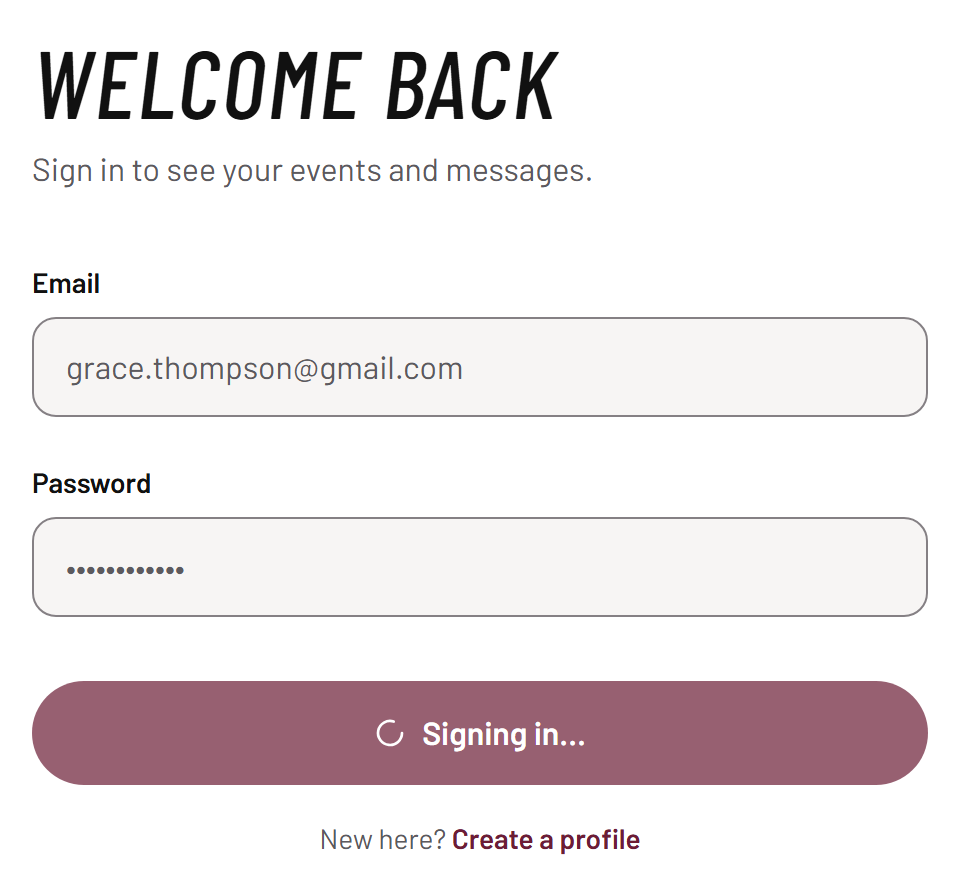 WELCOME BACK
Sign in to see your events and messages.
Email
grace.thompson@gmail.com
Password
••••••••••••
Signing in...
New here? Create a profile